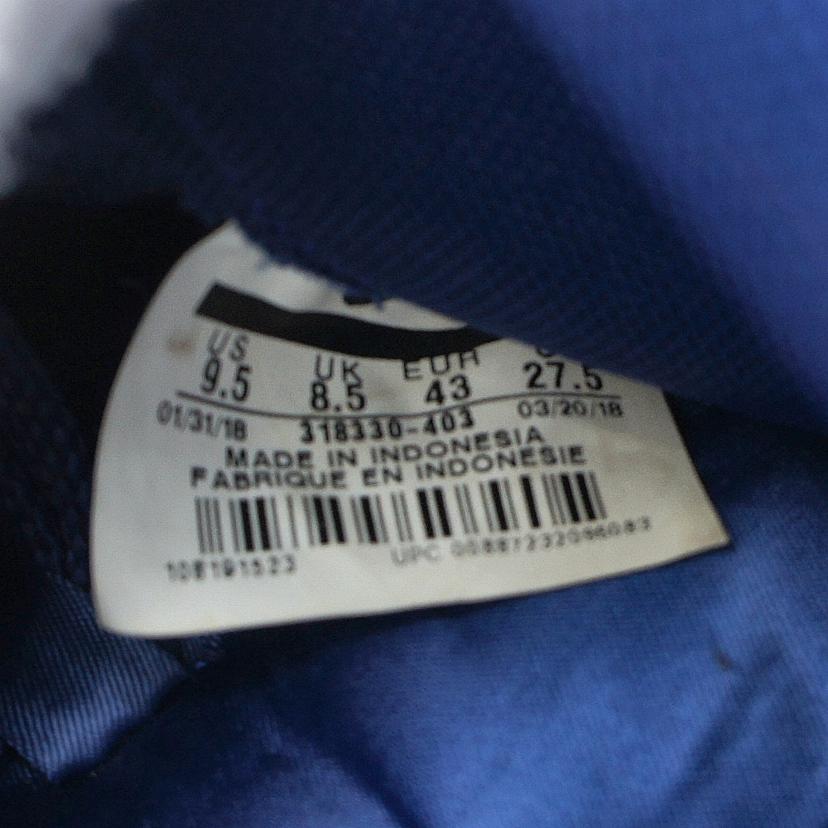 US UK EUR
9.5 8.5 43 27.5
01/31/18 318330-403 03/20/18
MADE IN INDONESIA
FABRIQUE EN INDONESIE
UPC